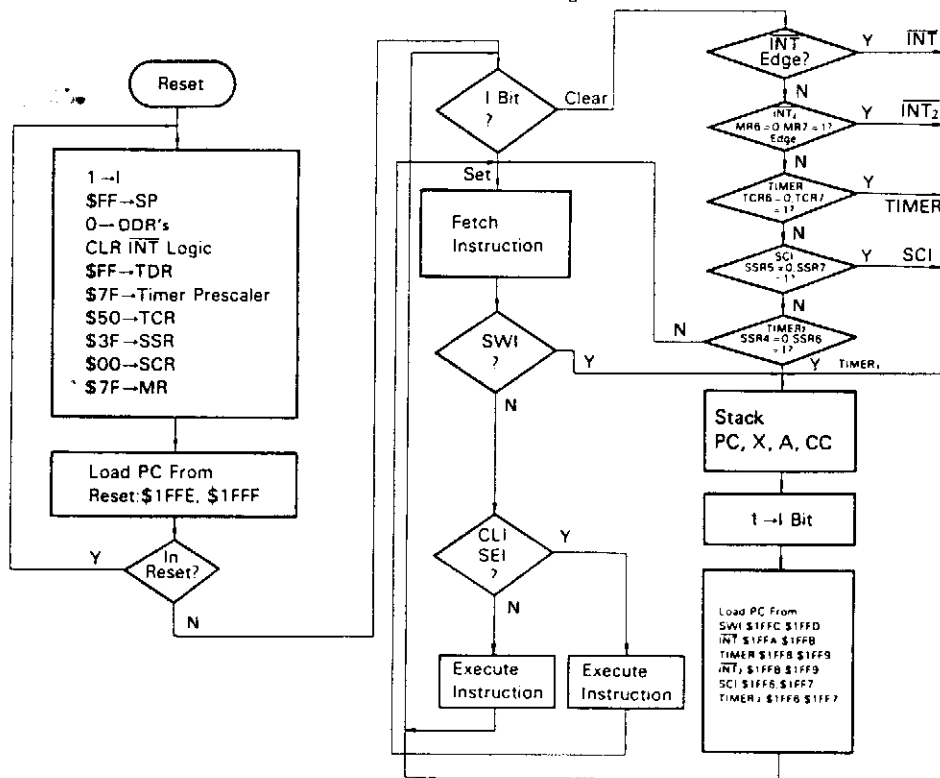 Reset
1→I
$FF→SP
0→DDR's
CLR INT Logic
$FF→TDR
$7F→Timer Prescaler
$50→TCR
$3F→SSR
$00→SCR
$7F→MR
Load PC From
Reset:$1FFE, $1FFF
In
Reset?
Y
N
I Bit
?
Clear
Set
Fetch
Instruction
SWI
?
Y
N
CLI
SEI
?
Y
N
Execute
Instruction
Execute
Instruction
INT
Edge?
Y
INT
N
INT₂
MR6=0,MR7=1?
Edge
Y
INT₂
N
TIMER
TCR6=0,TCR7
=1?
Y
TIMER
N
SCI
SSR5=0,SSR7
=1?
Y
SCI
N
TIMER₂
SSR4=0,SSR6
=1?
N
Y
Stack
PC, X, A, CC
1→I Bit
Load PC From
SWI $1FFC $1FFD
INT $1FFA $1FFB
TIMER $1FF8 $1FF9
INT₂ $1FF8 $1FF9
SCI $1FF6,$1FF7
TIMER₂ $1FF6 $1FF7